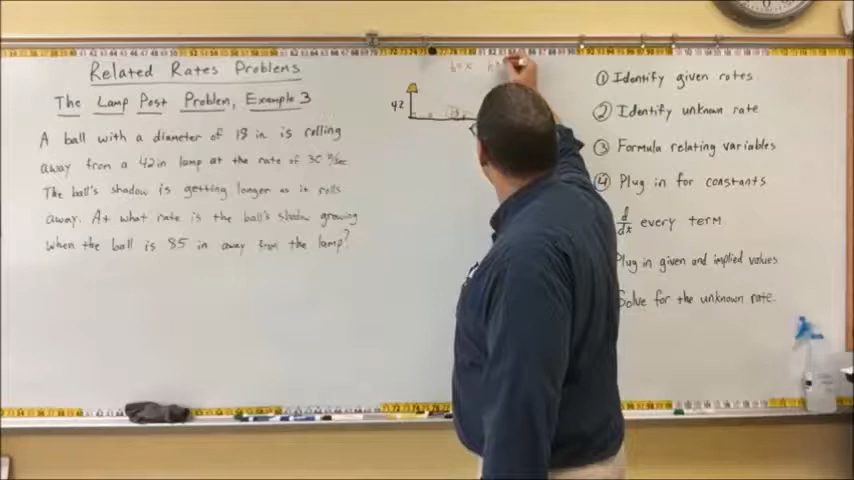 Related Rates Problems
The Lamp Post Problem, Example 3
A ball with a diameter of 18 in is rolling
away from a 42 in lamp at the rate of 30 in/sec
The ball's shadow is getting longer as it rolls
away. At what rate is the ball's shadow growing
when the ball is 85 in away from the lamp?
b=x
42
18
① Identify given rates
② Identify unknown rate
③ Formula relating variables
④ Plug in for constants
d/dt every term
Plug in given and implied values
Solve for the unknown rate.